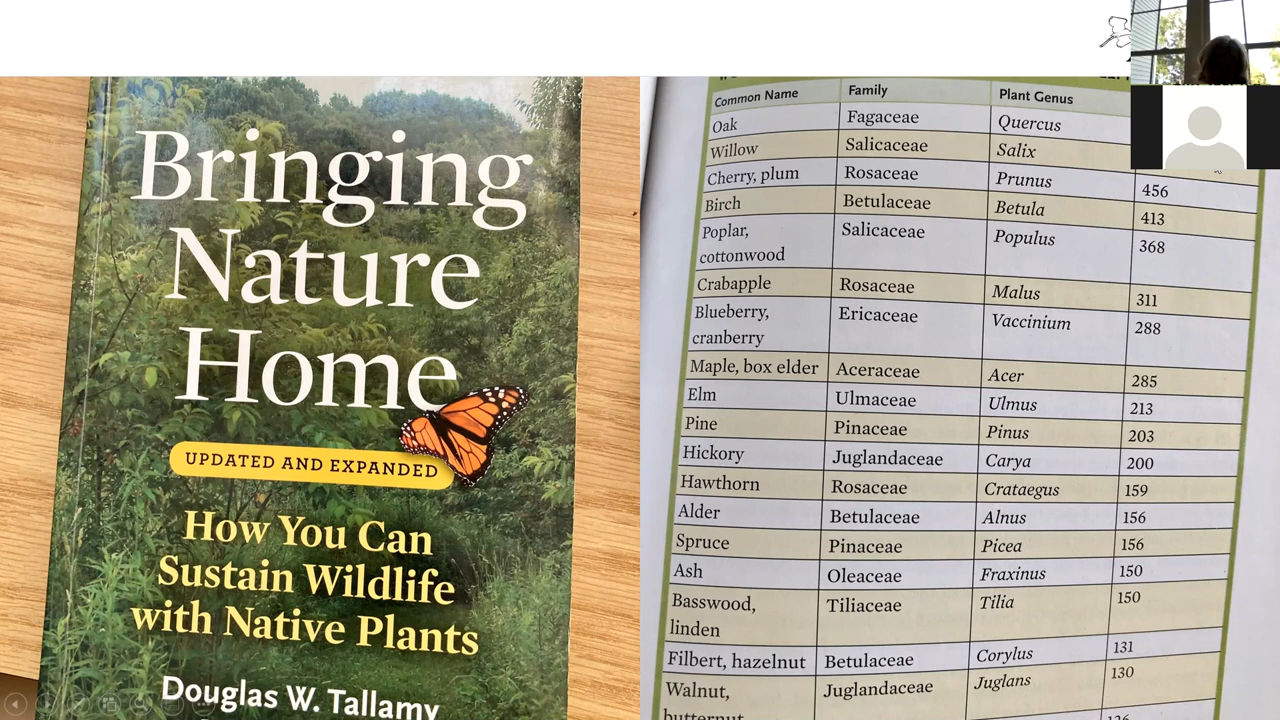 Bringing
Nature
Home
UPDATED AND EXPANDED
How You Can
Sustain Wildlife
with Native Plants
Douglas W. Tallamy
Common Name Family Plant Genus
Oak Fagaceae Quercus
Willow Salicaceae Salix
Cherry, plum Rosaceae Prunus 456
Birch Betulaceae Betula 413
Poplar, Salicaceae Populus 368
cottonwood
Crabapple Rosaceae Malus 311
Blueberry, Ericaceae Vaccinium 288
cranberry
Maple, box elder Aceraceae Acer 285
Elm Ulmaceae Ulmus 213
Pine Pinaceae Pinus 203
Hickory Juglandaceae Carya 200
Hawthorn Rosaceae Crataegus 159
Alder Betulaceae Alnus 156
Spruce Pinaceae Picea 156
Ash Oleaceae Fraxinus 150
Basswood, Tiliaceae Tilia 150
linden
Filbert, hazelnut Betulaceae Corylus 131
Walnut, Juglandaceae Juglans 130
butternut